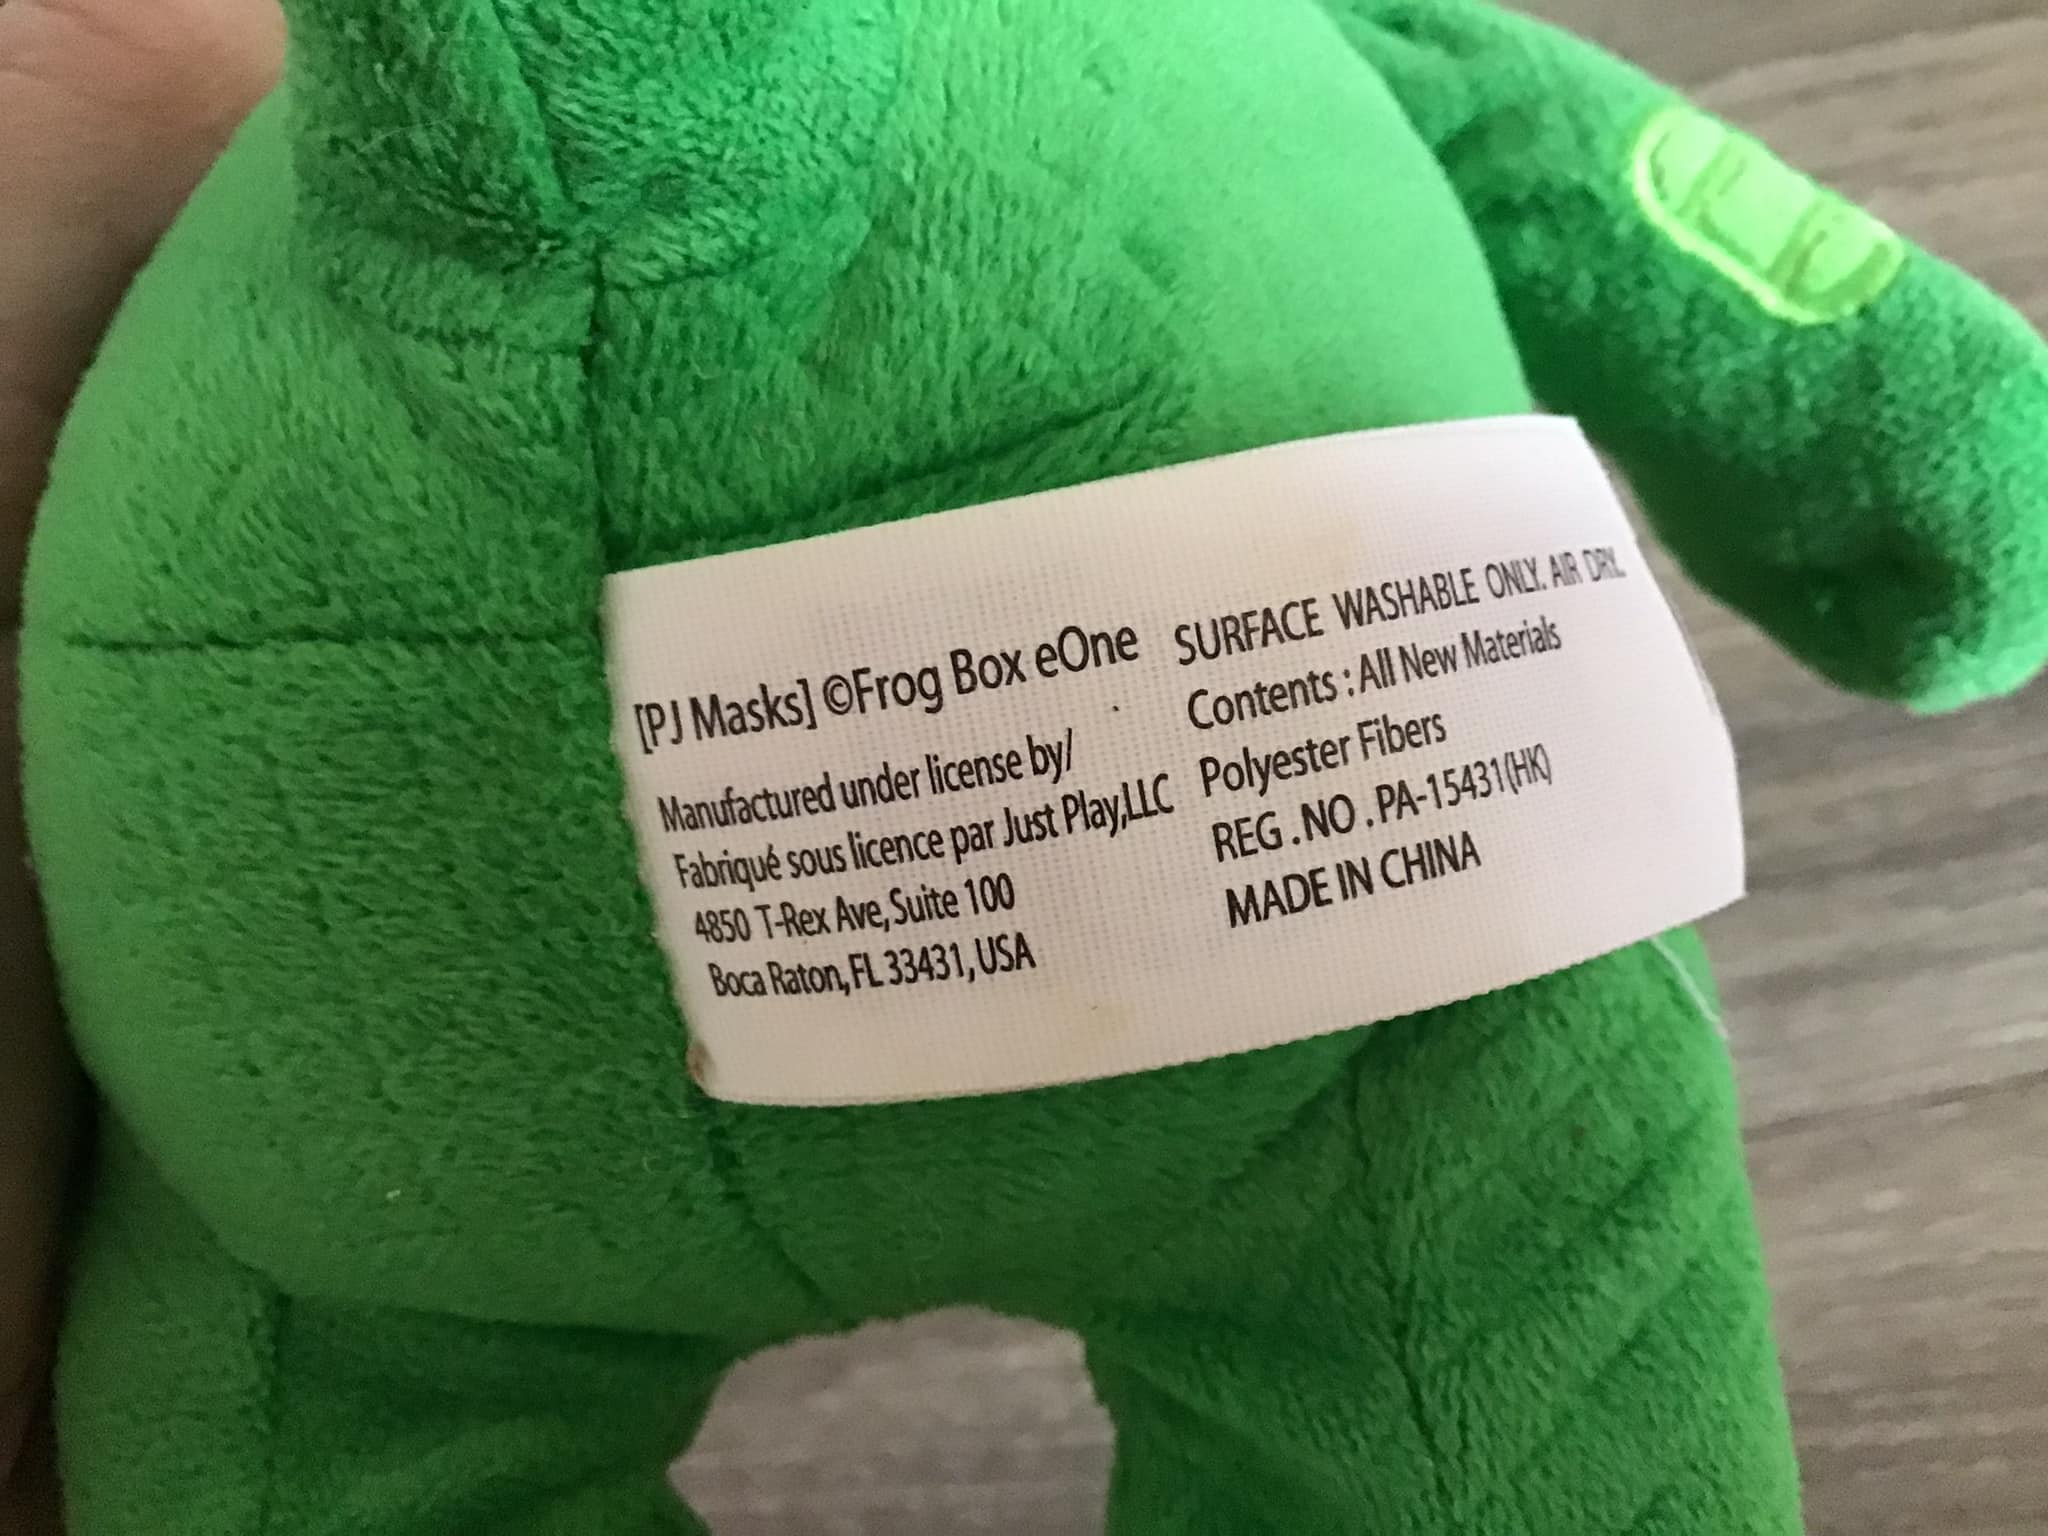 [PJ Masks] ©Frog Box eOne
Manufactured under license by/
Fabriqué sous licence par Just Play,LLC
4850 T-Rex Ave, Suite 100
Boca Raton, FL 33431, USA
SURFACE WASHABLE ONLY. AIR DRY.
Contents : All New Materials
Polyester Fibers
REG . NO . PA-15431(HK)
MADE IN CHINA